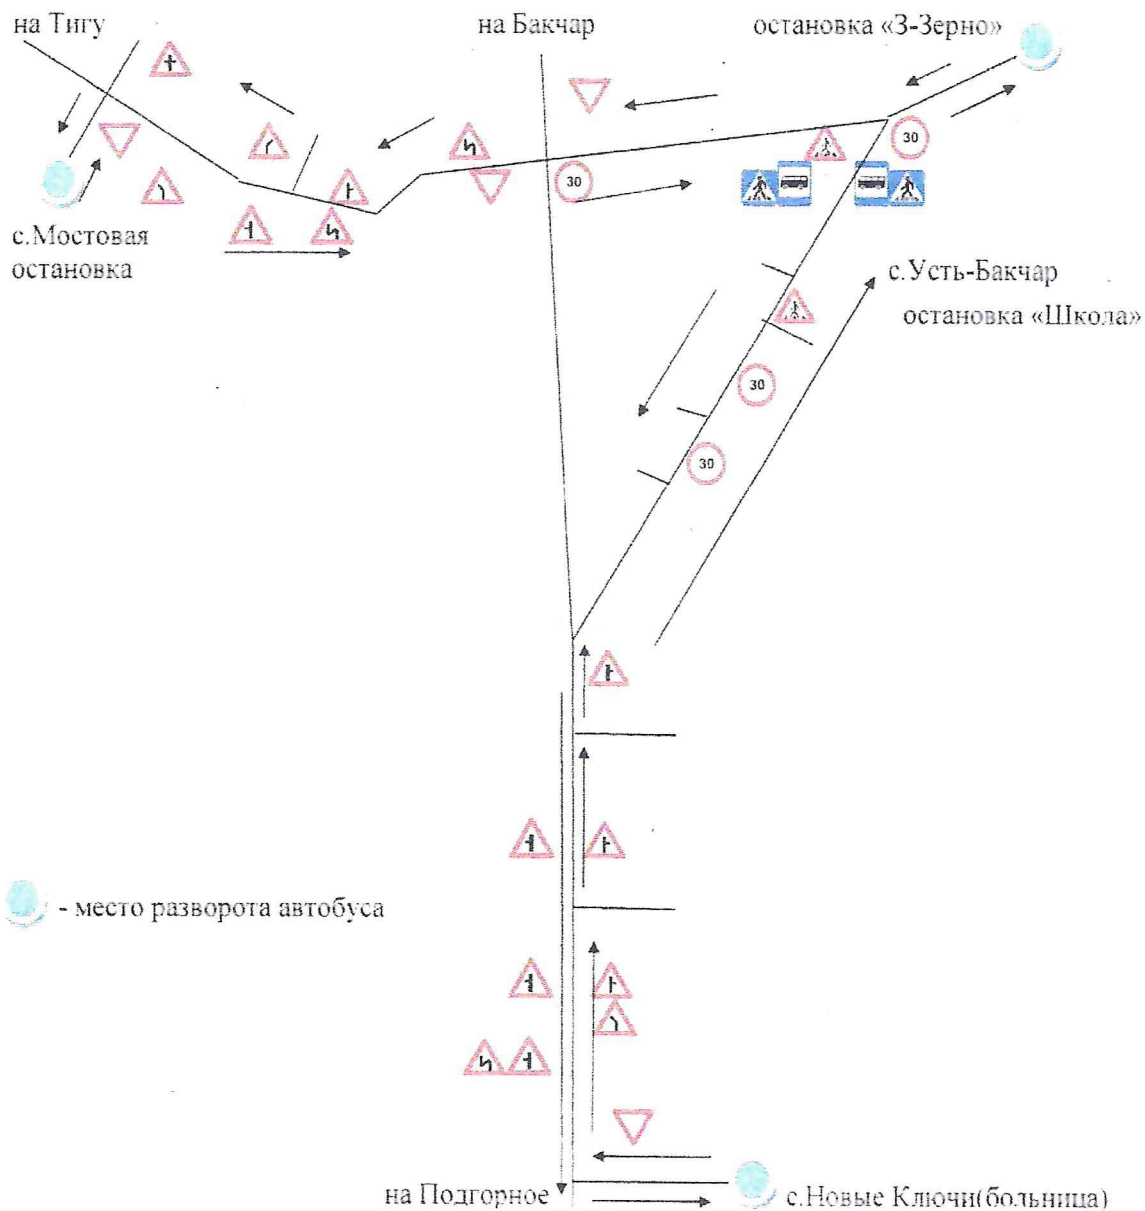 на Тигу
на Бакчар
остановка «З-Зерно»
30
30
с.Мостовая
остановка
с.Усть-Бакчар
остановка «Школа»
30
30
- место разворота автобуса
на Подгорное
с.Новые Ключи(больница)